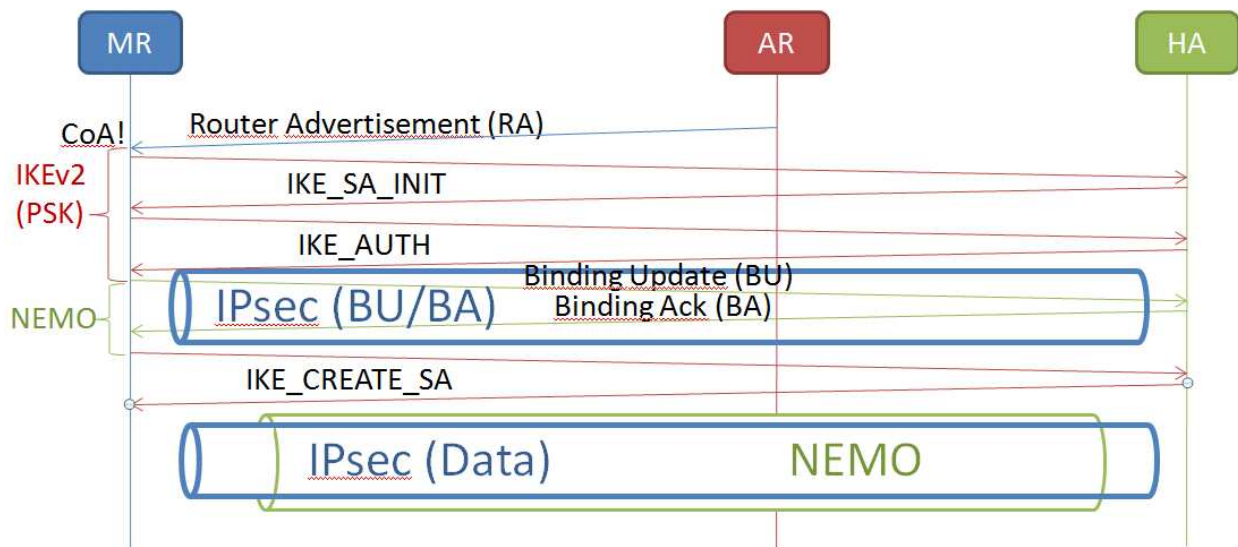 MR
AR
HA
CoA!
Router Advertisement (RA)
IKEv2
(PSK)
IKE_SA_INIT
IKE_AUTH
Binding Update (BU)
IPsec (BU/BA)
Binding Ack (BA)
NEMO
IKE_CREATE_SA
IPsec (Data)
NEMO